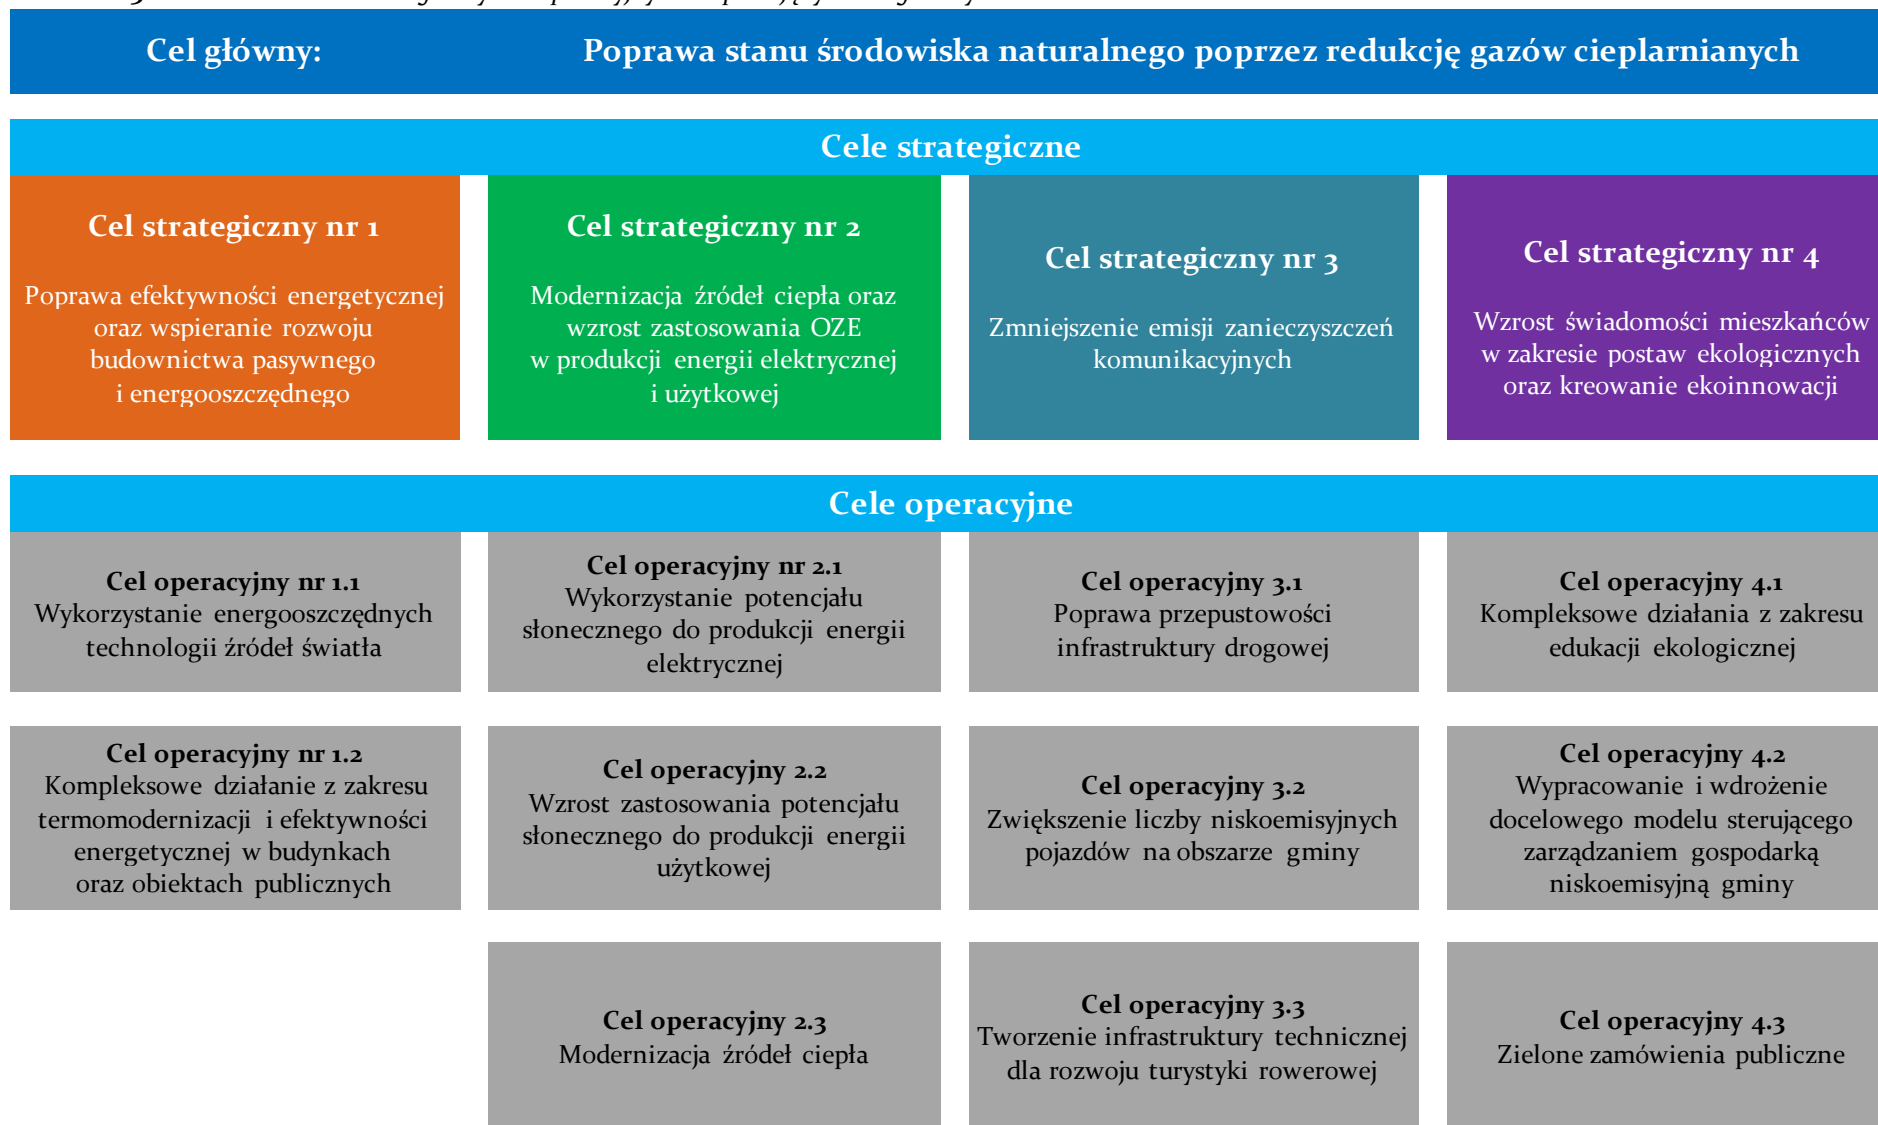 Cel główny: Poprawa stanu środowiska naturalnego poprzez redukcję gazów cieplarnianych
Cele strategiczne
Cel strategiczny nr 1
Poprawa efektywności energetycznej
oraz wspieranie rozwoju
budownictwa pasywnego
i energooszczędnego
Cel strategiczny nr 2
Modernizacja źródeł ciepła oraz
wzrost zastosowania OZE
w produkcji energii elektrycznej
i użytkowej
Cel strategiczny nr 3
Zmniejszenie emisji zanieczyszczeń
komunikacyjnych
Cel strategiczny nr 4
Wzrost świadomości mieszkańców
w zakresie postaw ekologicznych
oraz kreowanie ekoinnowacji
Cele operacyjne
Cel operacyjny nr 1.1
Wykorzystanie energooszczędnych
technologii źródeł światła
Cel operacyjny nr 2.1
Wykorzystanie potencjału
słonecznego do produkcji energii
elektrycznej
Cel operacyjny 3.1
Poprawa przepustowości
infrastruktury drogowej
Cel operacyjny 4.1
Kompleksowe działania z zakresu
edukacji ekologicznej
Cel operacyjny nr 1.2
Kompleksowe działanie z zakresu
termomodernizacji i efektywności
energetycznej w budynkach
oraz obiektach publicznych
Cel operacyjny 2.2
Wzrost zastosowania potencjału
słonecznego do produkcji energii
użytkowej
Cel operacyjny 3.2
Zwiększenie liczby niskoemisyjnych
pojazdów na obszarze gminy
Cel operacyjny 4.2
Wypracowanie i wdrożenie
docelowego modelu sterującego
zarządzaniem gospodarką
niskoemisyjną gminy
Cel operacyjny 2.3
Modernizacja źródeł ciepła
Cel operacyjny 3.3
Tworzenie infrastruktury technicznej
dla rozwoju turystyki rowerowej
Cel operacyjny 4.3
Zielone zamówienia publiczne